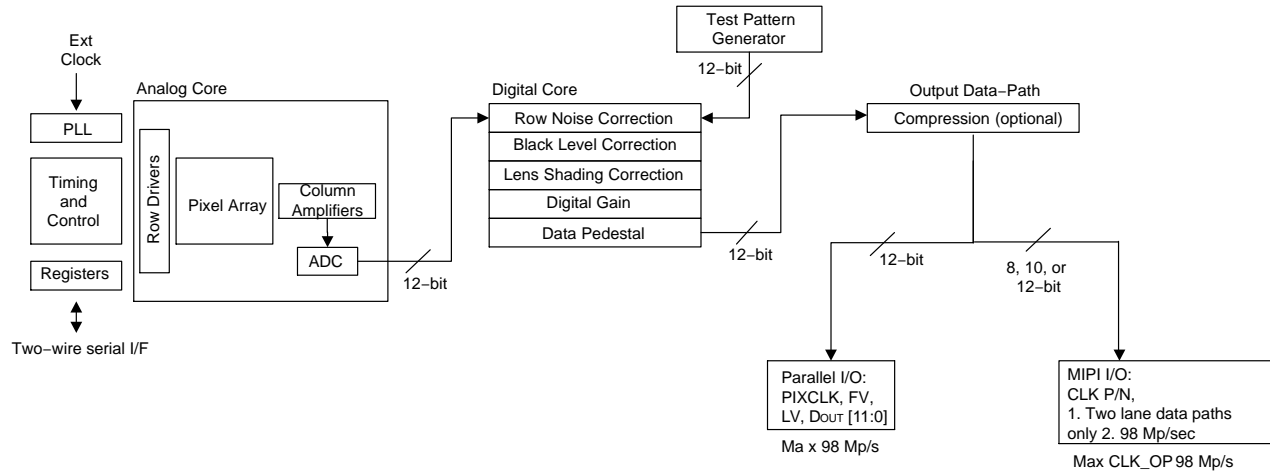 Test Pattern
Generator
Ext
Clock
12−bit
Analog Core
Digital Core
Output Data−Path
PLL
Row Noise Correction
Compression (optional)
Black Level Correction
Timing
and
Control
Row Drivers
Pixel Array
Column
Amplifiers
Lens Shading Correction
Digital Gain
Data Pedestal
ADC
Registers
12−bit
12−bit
12−bit
8, 10, or
12−bit
Two−wire serial I/F
Parallel I/O:
PIXCLK, FV,
LV, DOUT [11:0]
Ma x 98 Mp/s
MIPI I/O:
CLK P/N,
1. Two lane data paths
only 2. 98 Mp/sec
Max CLK_OP 98 Mp/s